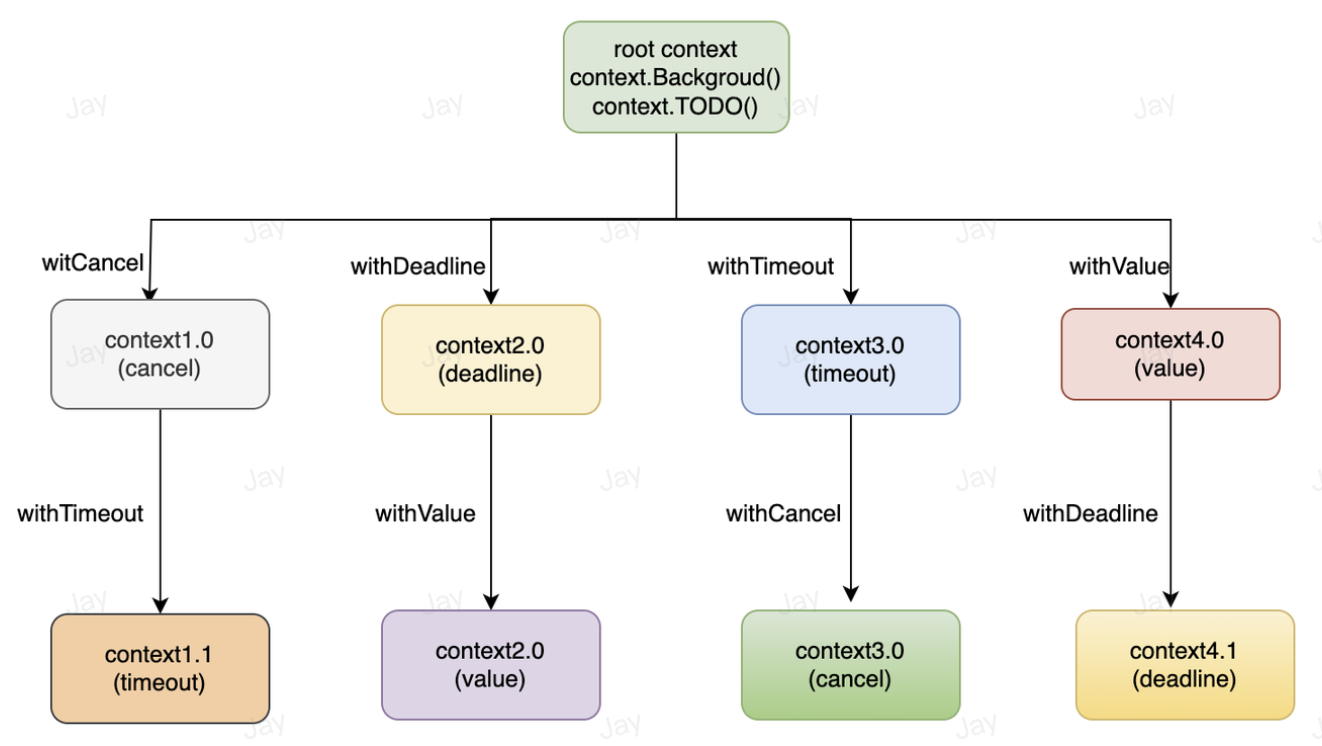 root context
context.Backgroud()
context.TODO()
Jay
Jay
Jay
Jay
Jay
Jay
Jay
witCancel
withDeadline
withTimeout
withValue
context1.0
(cancel)
context2.0
(deadline)
context3.0
(timeout)
context4.0
(value)
Jay
Jay
Jay
Jay
Jay
Jay
Jay
withTimeout
withValue
withCancel
withDeadline
Jay
Jay
Jay
Jay
context1.1
(timeout)
context2.0
(value)
context3.0
(cancel)
context4.1
(deadline)
Jay
Jay
Jay